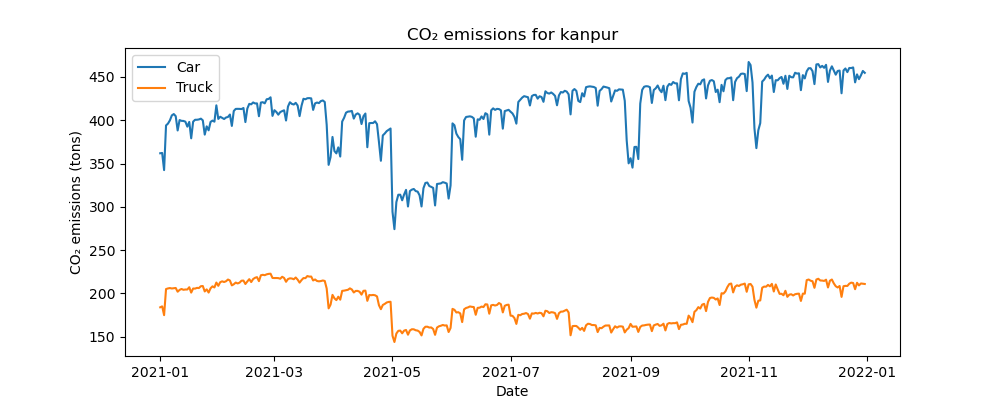 CO₂ emissions for kanpur
Car
Truck
CO₂ emissions (tons)
450
400
350
300
250
200
150
2021-01 2021-03 2021-05 2021-07 2021-09 2021-11 2022-01
Date